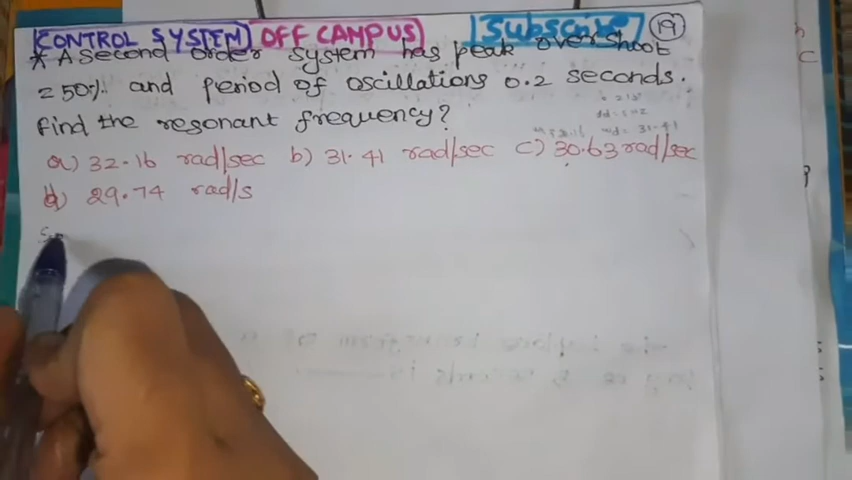 CONTROL SYSTEM OFF CAMPUS Subscribe 19
* A Second Order System has peak overshoot
= 50% and period of oscillations 0.2 seconds.
Find the resonant frequency?
a) 32.16 rad/sec b) 31.41 rad/sec c) 30.63 rad/sec
d) 29.74 rad/s